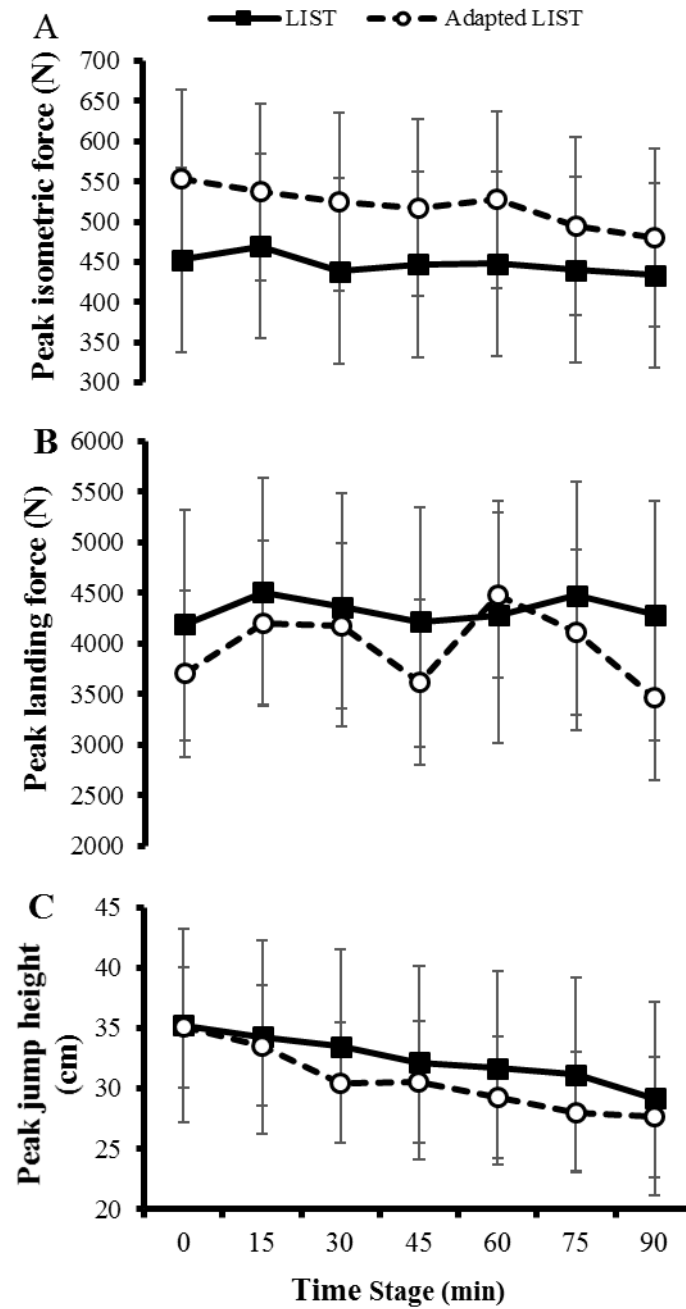 A
LIST
Adapted LIST
Peak isometric force (N)
700
650
600
550
500
450
400
350
300
B
Peak landing force (N)
6000
5500
5000
4500
4000
3500
3000
2500
2000
C
Peak jump height
(cm)
45
40
35
30
25
20
0 15 30 45 60 75 90
Time Stage (min)